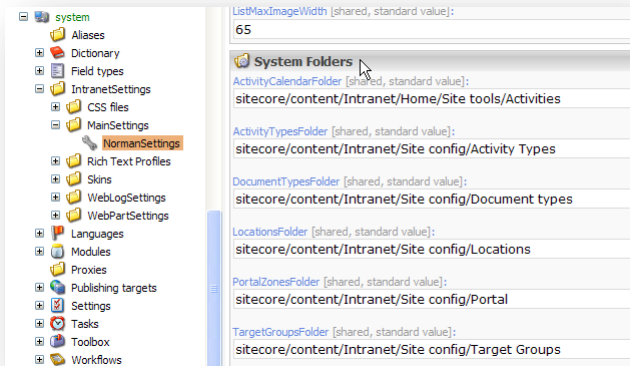 system
Aliases
Dictionary
Field types
IntranetSettings
CSS files
MainSettings
NormanSettings
Rich Text Profiles
Skins
WebLogSettings
WebPartSettings
Languages
Modules
Proxies
Publishing targets
Settings
Tasks
Toolbox
Workflows
ListMaxImageWidth [shared, standard value]:
65
System Folders
ActivityCalendarFolder [shared, standard value]:
sitecore/content/Intranet/Home/Site tools/Activities
ActivityTypesFolder [shared, standard value]:
sitecore/content/Intranet/Site config/Activity Types
DocumentTypesFolder [shared, standard value]:
sitecore/content/Intranet/Site config/Document types
LocationsFolder [shared, standard value]:
sitecore/content/Intranet/Site config/Locations
PortalZonesFolder [shared, standard value]:
sitecore/content/Intranet/Site config/Portal
TargetGroupsFolder [shared, standard value]:
sitecore/content/Intranet/Site config/Target Groups